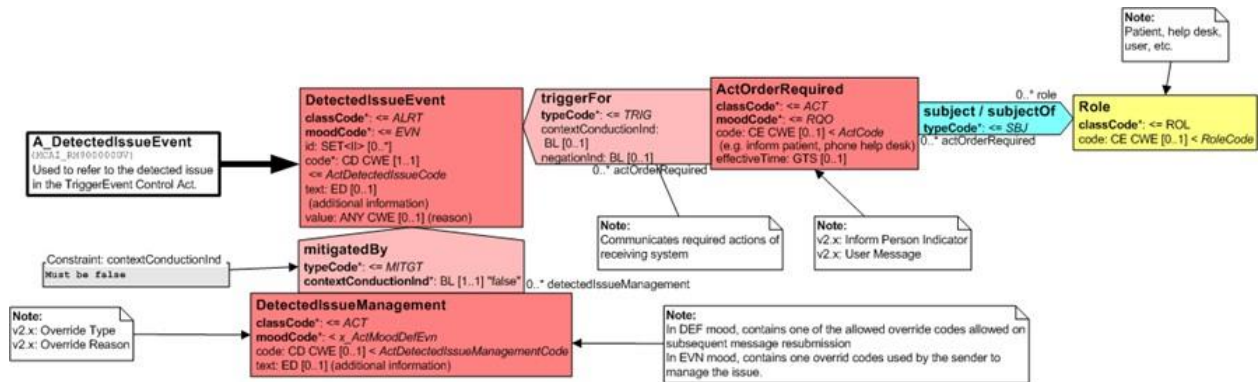 Note:
Patient, help desk,
user, etc.
A_DetectedIssueEvent
(MCAI_RM900000UV)
Used to refer to the detected issue
in the TriggerEvent Control Act.
DetectedIssueEvent
classCode*: <= ALRT
moodCode*: <= EVN
id: SET<II> [0..*]
code*: CD CWE [1..1]
<= ActDetectedIssueCode
text: ED [0..1]
(additional information)
value: ANY CWE [0..1] (reason)
triggerFor
typeCode*: <= TRIG
contextConductionInd:
BL [0..1]
negationInd: BL [0..1]
0..* actOrderRequired
ActOrderRequired
classCode*: <= ACT
moodCode*: <= RQO
code: CE CWE [0..1] < ActCode
(e.g. inform patient, phone help desk)
effectiveTime: GTS [0..1]
0..* role
subject / subjectOf
typeCode*: <= SBJ
0..* actOrderRequired
Role
classCode*: <= ROL
code: CE CWE [0..1] < RoleCode
Note:
Communicates required actions of
receiving system
Note:
v2.x: Inform Person Indicator
v2.x: User Message
Constraint: contextConductionInd
Must be false
mitigatedBy
typeCode*: <= MITGT
contextConductionInd*: BL [1..1] "false"
0..* detectedIssueManagement
Note:
v2.x: Override Type
v2.x: Override Reason
DetectedIssueManagement
classCode*: <= ACT
moodCode*: < x_ActMoodDefEvn
code: CD CWE [0..1] < ActDetectedIssueManagementCode
text: ED [0..1] (additional information)
Note:
In DEF mood, contains one of the allowed override codes allowed on
subsequent message resubmission
In EVN mood, contains one overrid codes used by the sender to
manage the issue.